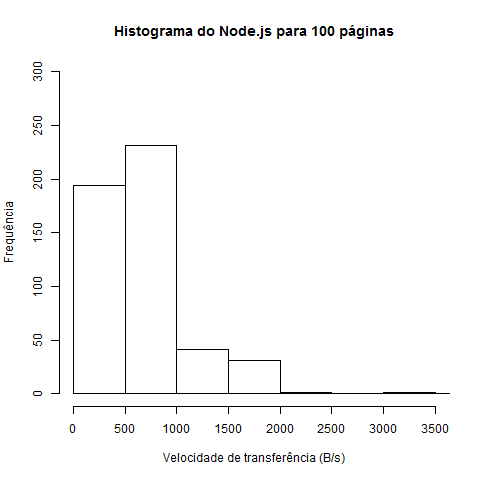 Histograma do Node.js para 100 páginas
300
250
200
150
100
50
0
Frequência
0 500 1000 1500 2000 2500 3000 3500
Velocidade de transferência (B/s)